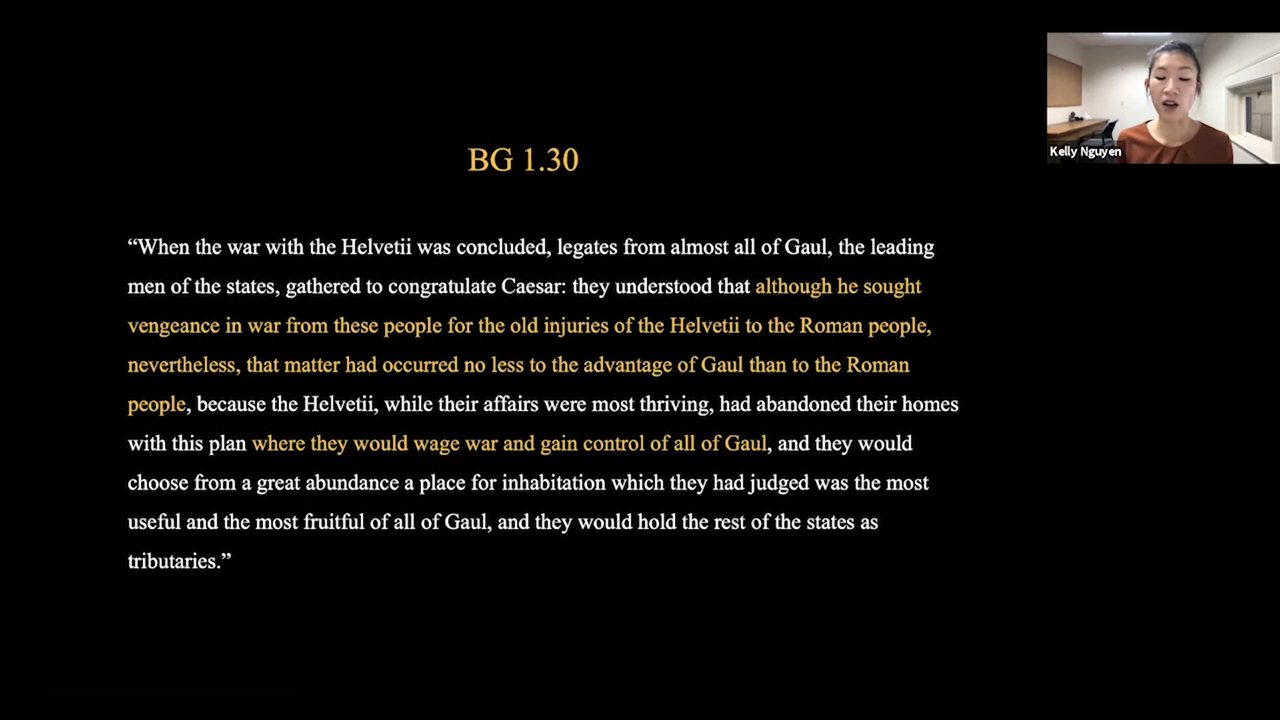 BG 1.30
“When the war with the Helvetii was concluded, legates from almost all of Gaul, the leading
men of the states, gathered to congratulate Caesar: they understood that although he sought
vengeance in war from these people for the old injuries of the Helvetii to the Roman people,
nevertheless, that matter had occurred no less to the advantage of Gaul than to the Roman
people, because the Helvetii, while their affairs were most thriving, had abandoned their homes
with this plan where they would wage war and gain control of all of Gaul, and they would
choose from a great abundance a place for inhabitation which they had judged was the most
useful and the most fruitful of all of Gaul, and they would hold the rest of the states as
tributaries.”
Kelly Nguyen